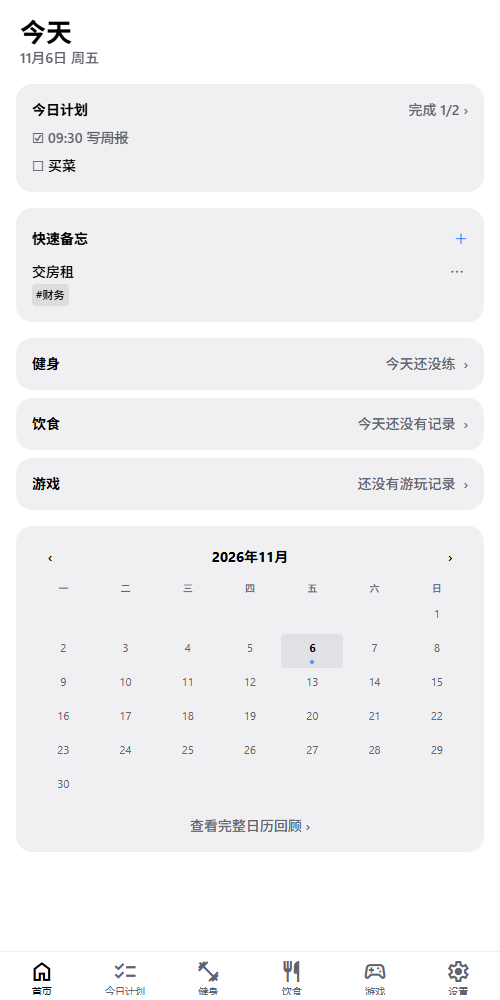 今天
11月6日 周五
今日计划 完成 1/2 ›
☑ 09:30 写周报
☐ 买菜
快速备忘 +
交房租 ···
#财务
健身 今天还没练 ›
饮食 今天还没有记录 ›
游戏 还没有游玩记录 ›
‹ 2026年11月 ›
一 二 三 四 五 六 日
1
2 3 4 5 6 7 8
9 10 11 12 13 14 15
16 17 18 19 20 21 22
23 24 25 26 27 28 29
30
查看完整日历回顾 ›
首页 今日计划 健身 饮食 游戏 设置